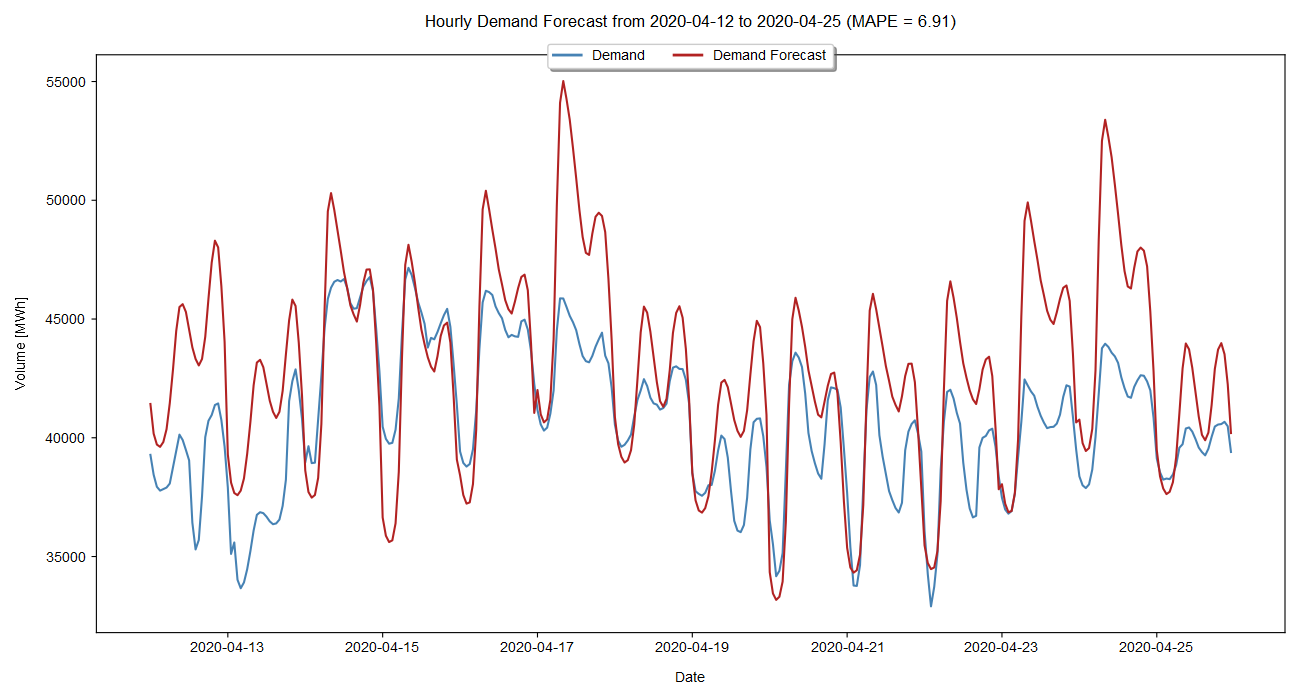 Hourly Demand Forecast from 2020-04-12 to 2020-04-25 (MAPE = 6.91)
Demand Demand Forecast
55000
50000
45000
40000
35000
Volume [MWh]
2020-04-13 2020-04-15 2020-04-17 2020-04-19 2020-04-21 2020-04-23 2020-04-25
Date